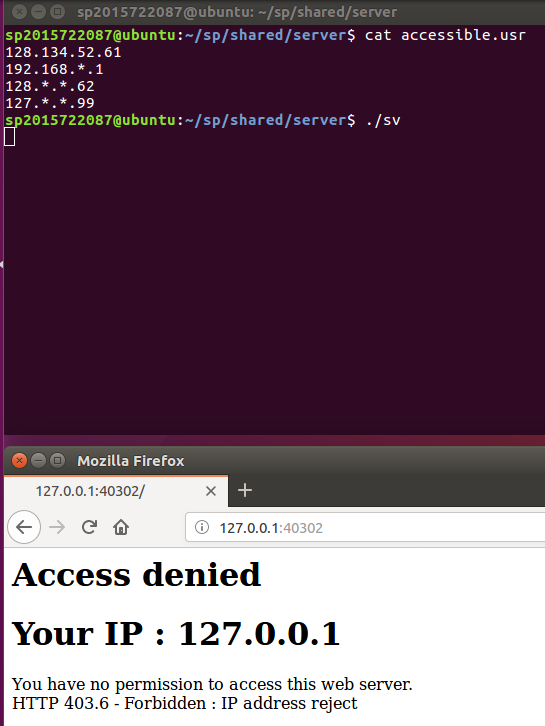 sp2015722087@ubuntu: ~/sp/shared/server
sp2015722087@ubuntu:~/sp/shared/server$ cat accessible.usr
128.134.52.61
192.168.*.1
128.*.*.62
127.*.*.99
sp2015722087@ubuntu:~/sp/shared/server$ ./sv
Mozilla Firefox
127.0.0.1:40302/
127.0.0.1:40302
Access denied
Your IP : 127.0.0.1
You have no permission to access this web server.
HTTP 403.6 - Forbidden : IP address reject